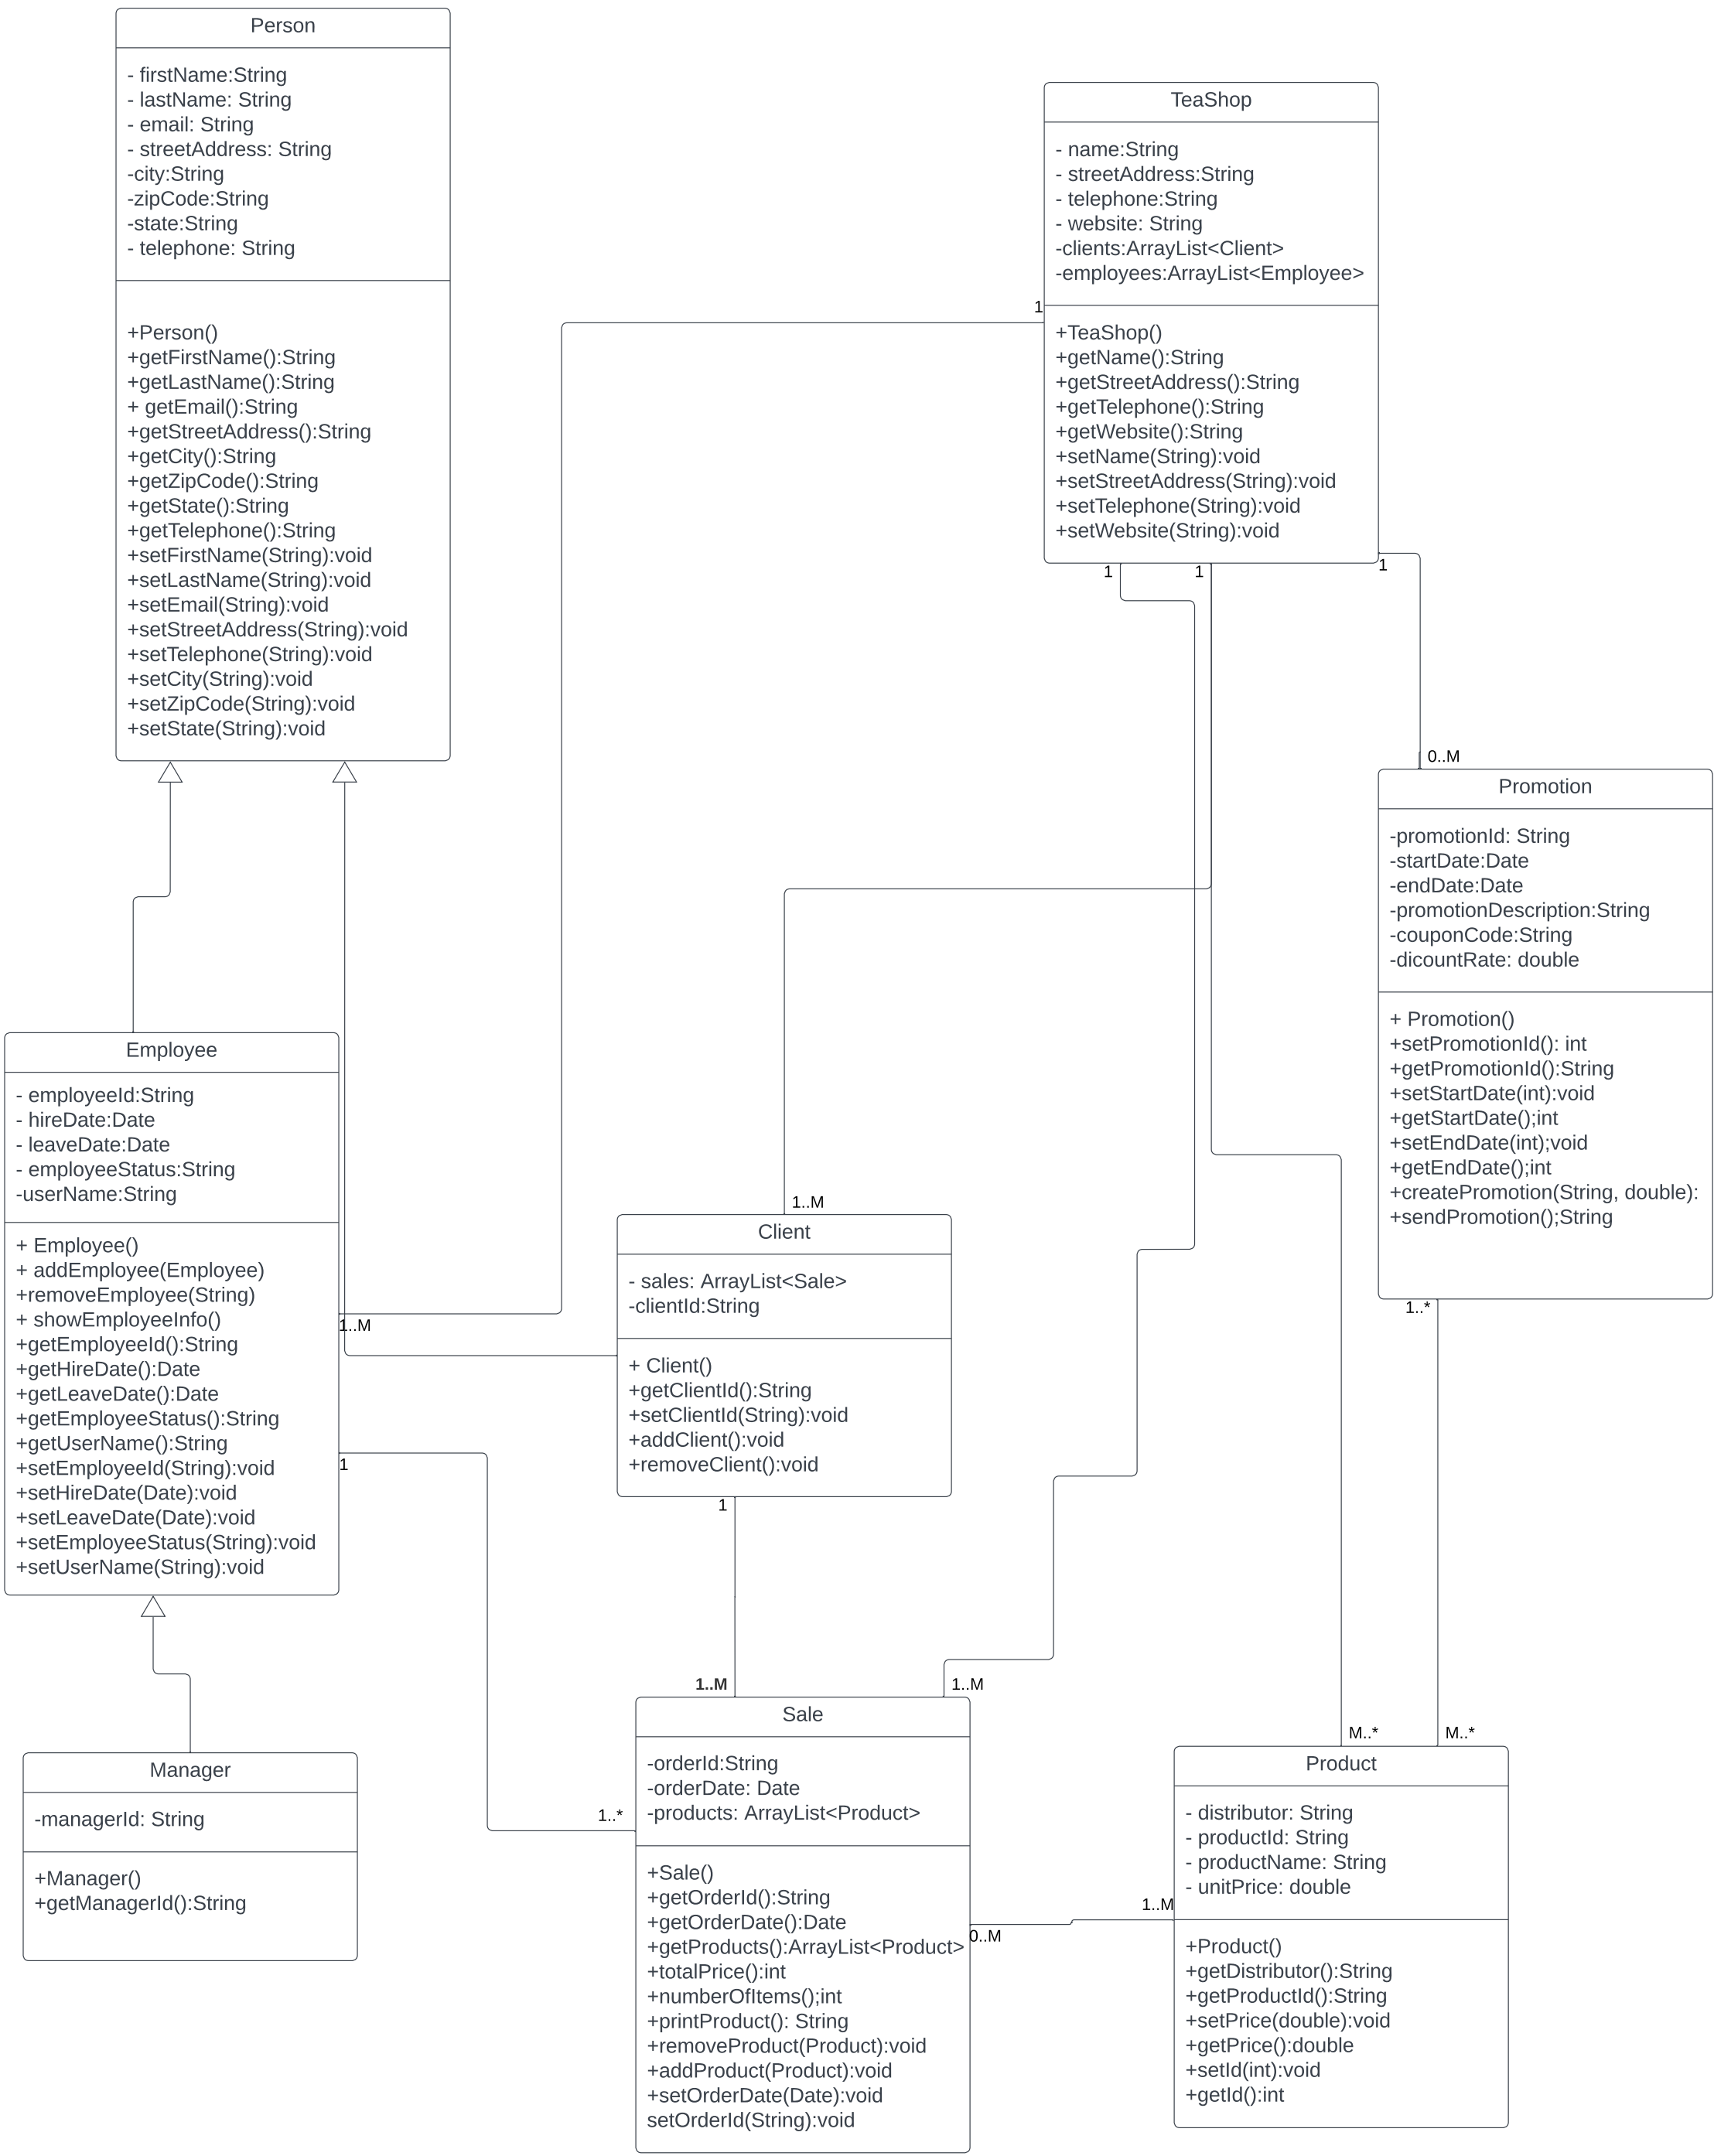 Person
- firstName:String
- lastName: String
- email: String
- streetAddress: String
-city:String
-zipCode:String
-state:String
- telephone: String
+Person()
+getFirstName():String
+getLastName():String
+ getEmail():String
+getStreetAddress():String
+getCity():String
+getZipCode():String
+getState():String
+getTelephone():String
+setFirstName(String):void
+setLastName(String):void
+setEmail(String):void
+setStreetAddress(String):void
+setTelephone(String):void
+setCity(String):void
+setZipCode(String):void
+setState(String):void
TeaShop
- name:String
- streetAddress:String
- telephone:String
- website: String
-clients:ArrayList<Client>
-employees:ArrayList<Employee>
1
+TeaShop()
+getName():String
+getStreetAddress():String
+getTelephone():String
+getWebsite():String
+setName(String):void
+setStreetAddress(String):void
+setTelephone(String):void
+setWebsite(String):void
1
1
1
0..M
Promotion
-promotionId: String
-startDate:Date
-endDate:Date
-promotionDescription:String
-couponCode:String
-dicountRate: double
+ Promotion()
+setPromotionId(): int
+getPromotionId():String
+setStartDate(int):void
+getStartDate();int
+setEndDate(int);void
+getEndDate();int
+createPromotion(String, double):
+sendPromotion();String
1..*
Employee
- employeeId:String
- hireDate:Date
- leaveDate:Date
- employeeStatus:String
-userName:String
+ Employee()
+ addEmployee(Employee)
+removeEmployee(String)
+ showEmployeeInfo()
+getEmployeeId():String
+getHireDate():Date
+getLeaveDate():Date
+getEmployeeStatus():String
+getUserName():String
+setEmployeeId(String):void
+setHireDate(Date):void
+setLeaveDate(Date):void
+setEmployeeStatus(String):void
+setUserName(String):void
1..M
1
1..M
Client
- sales: ArrayList<Sale>
-clientId:String
+ Client()
+getClientId():String
+setClientId(String):void
+addClient():void
+removeClient():void
1
Manager
-managerId: String
+Manager()
+getManagerId():String
1..M
1..M
1..*
Sale
-orderId:String
-orderDate: Date
-products: ArrayList<Product>
+Sale()
+getOrderId():String
+getOrderDate():Date
+getProducts():ArrayList<Product>
+totalPrice():int
+numberOfItems();int
+printProduct(): String
+removeProduct(Product):void
+addProduct(Product):void
+setOrderDate(Date):void
setOrderId(String):void
0..M
1..M
M..*
M..*
Product
- distributor: String
- productId: String
- productName: String
- unitPrice: double
+Product()
+getDistributor():String
+getProductId():String
+setPrice(double):void
+getPrice():double
+setId(int):void
+getId():int